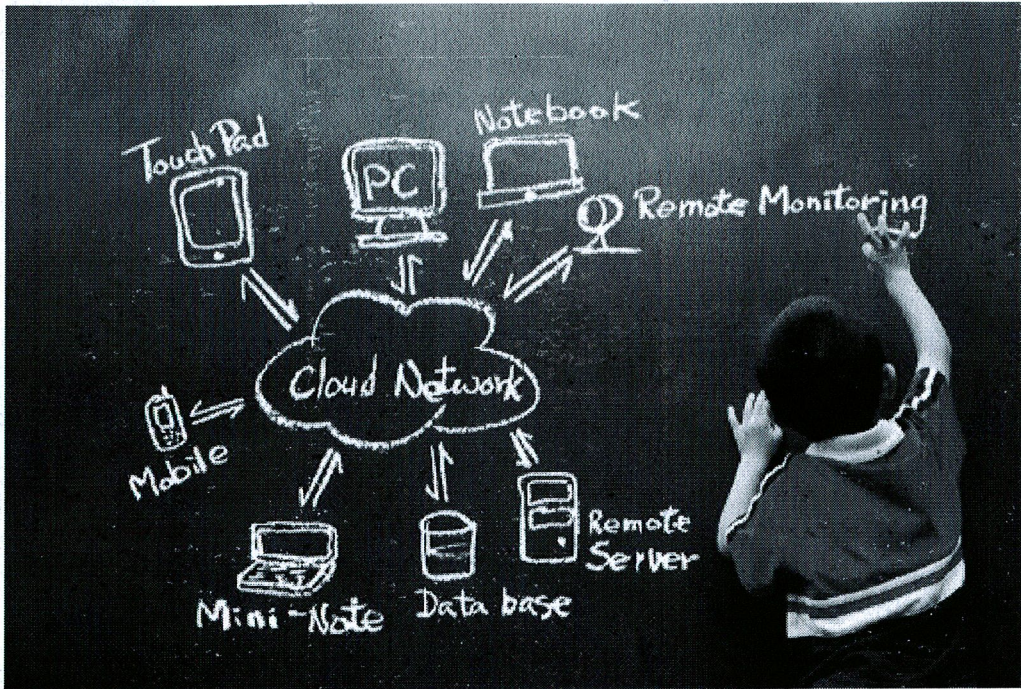 Touch Pad
PC
Notebook
Remote Monitoring
Cloud Network
Mobile
Mini-Note
Data base
Remote
Server